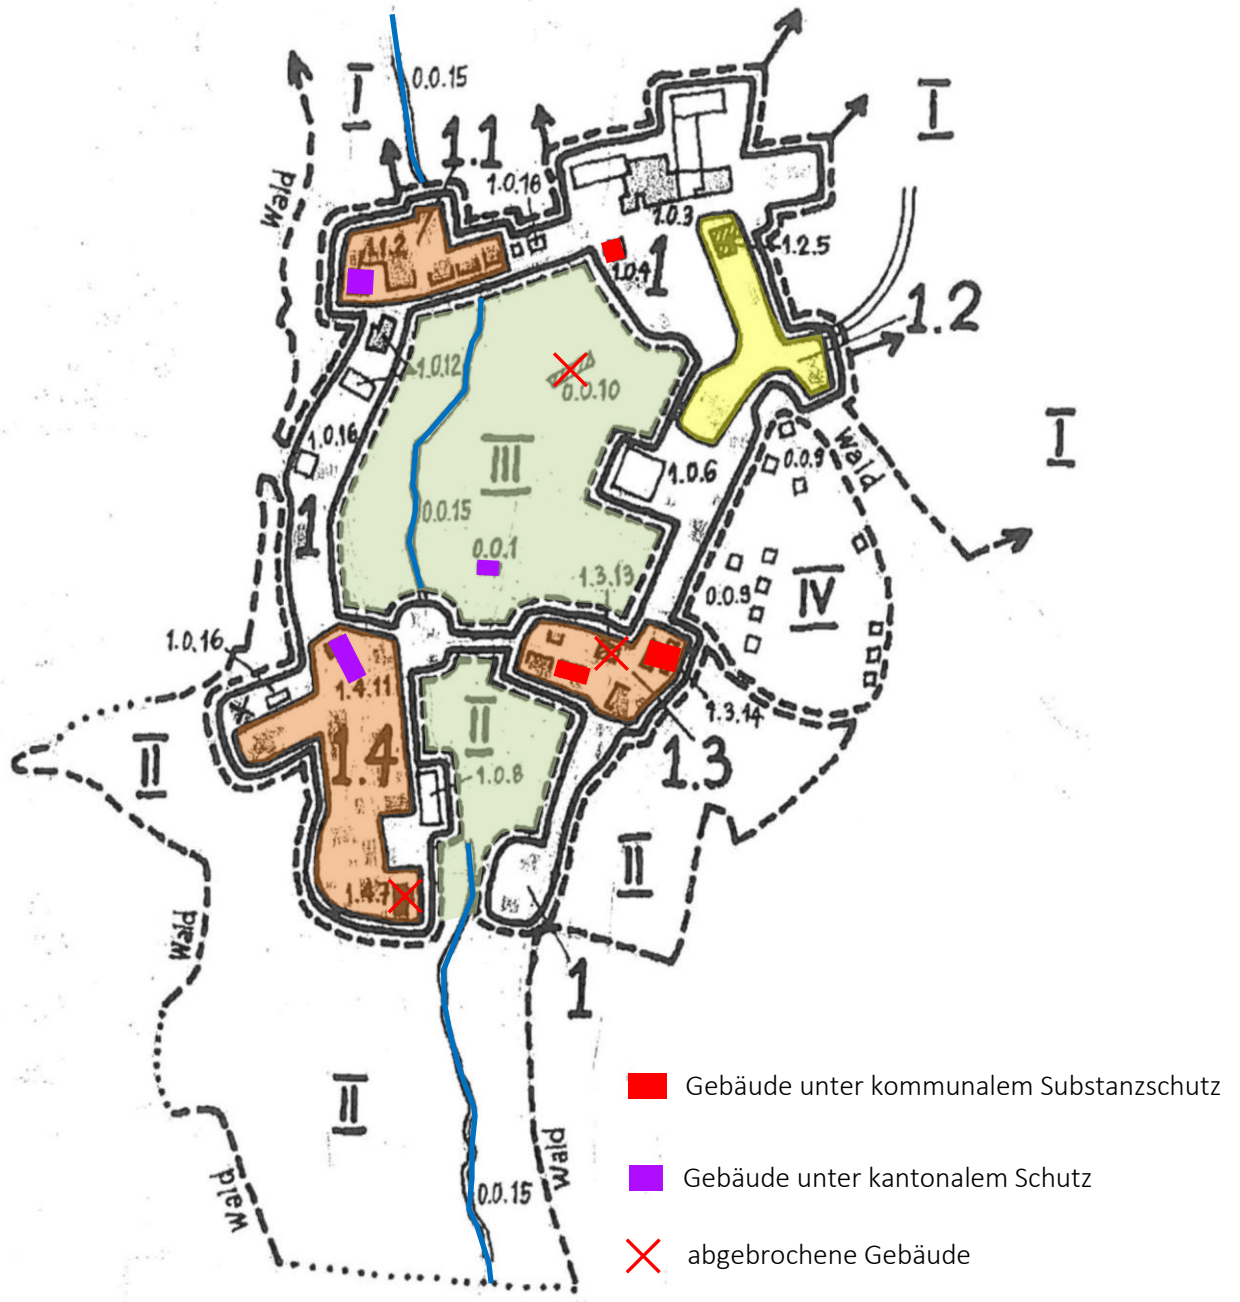 I
0.0.15
I
1.1
1.0.16
Wald
1.0.3
1.1.2
1.2.5
1.0.4
1
1.2
1.0.12
0.0.10
I
1.0.16
III
1.0.6
0.0.9
Wald
0.0.15
1
0.0.1
1.3.13
0.0.9
IV
1.0.16
1.4.11
II
1.3.14
II
1.4
1.3
1.0.8
II
1.4.7
Wald
1
II
Gebäude unter kommunalem Substanzschutz
Wald
Gebäude unter kantonalem Schutz
Wald
0.0.15
abgebrochene Gebäude